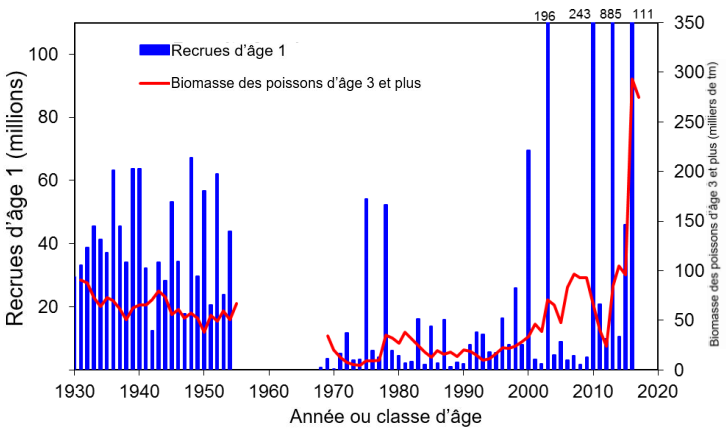 196 243 885 111
Recrues d'âge 1
Biomasse des poissons d'âge 3 et plus
Recrues d'âge 1 (millions)
100
80
60
40
20
350
300
250
200
150
100
50
0
Biomasse des poissons d'âge 3 et plus (milliers de tm)
1930 1940 1950 1960 1970 1980 1990 2000 2010 2020
Année ou classe d'âge